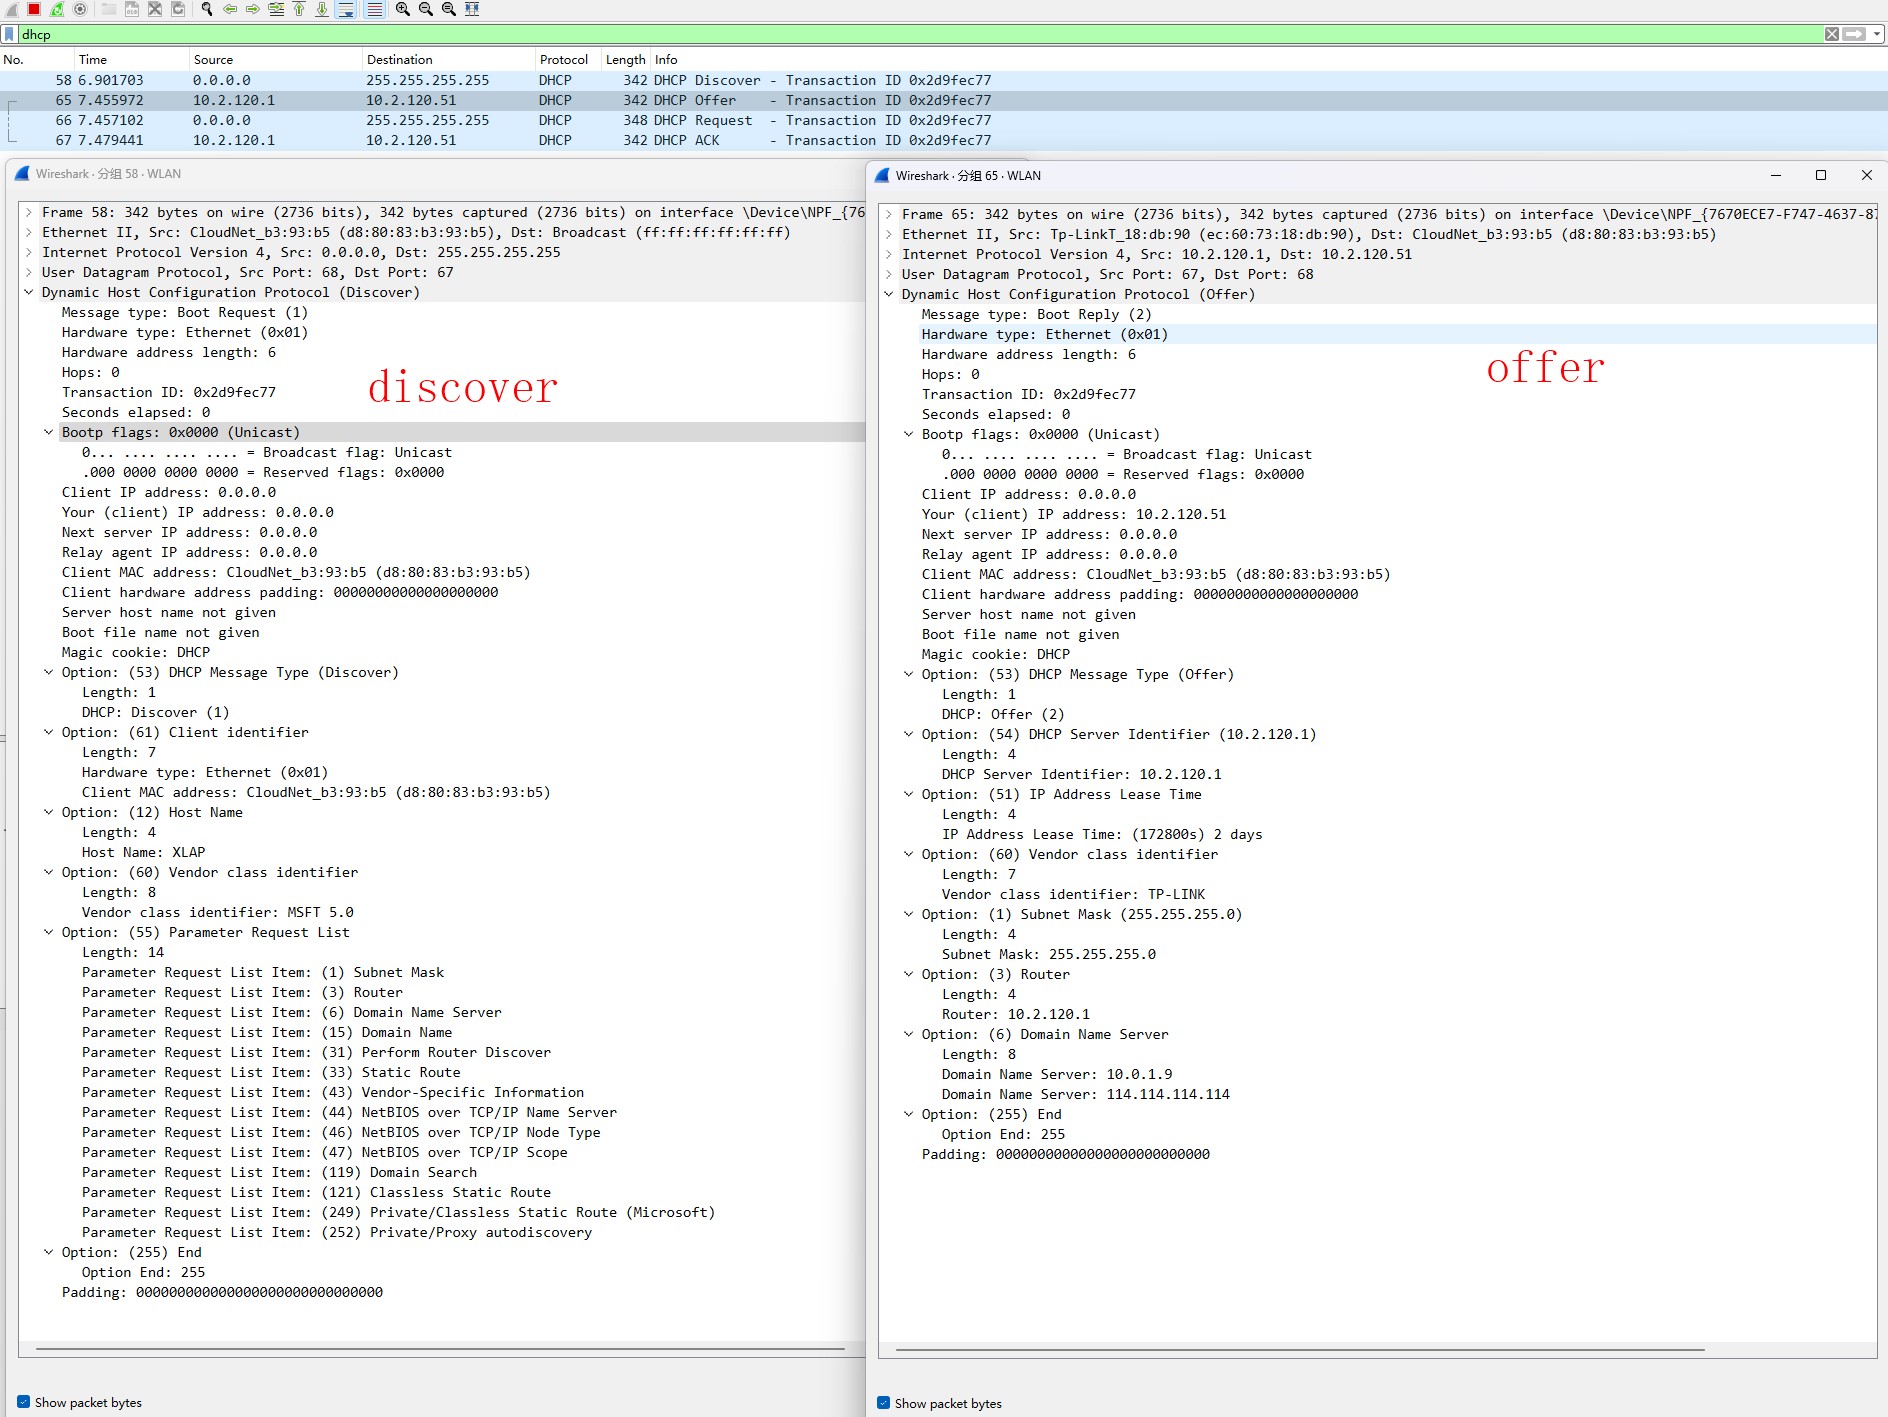 dhcp
No. Time Source Destination Protocol Length Info
58 6.901703 0.0.0.0 255.255.255.255 DHCP 342 DHCP Discover - Transaction ID 0x2d9fec77
65 7.455972 10.2.120.1 10.2.120.51 DHCP 342 DHCP Offer - Transaction ID 0x2d9fec77
66 7.457102 0.0.0.0 255.255.255.255 DHCP 348 DHCP Request - Transaction ID 0x2d9fec77
67 7.479441 10.2.120.1 10.2.120.51 DHCP 342 DHCP ACK - Transaction ID 0x2d9fec77
Wireshark · 分组 58 · WLAN
Frame 58: 342 bytes on wire (2736 bits), 342 bytes captured (2736 bits) on interface \Device\NPF_{76
Ethernet II, Src: CloudNet_b3:93:b5 (d8:80:83:b3:93:b5), Dst: Broadcast (ff:ff:ff:ff:ff:ff)
Internet Protocol Version 4, Src: 0.0.0.0, Dst: 255.255.255.255
User Datagram Protocol, Src Port: 68, Dst Port: 67
Dynamic Host Configuration Protocol (Discover)
Message type: Boot Request (1)
Hardware type: Ethernet (0x01)
Hardware address length: 6
Hops: 0
Transaction ID: 0x2d9fec77
discover
Seconds elapsed: 0
Bootp flags: 0x0000 (Unicast)
0... .... .... .... = Broadcast flag: Unicast
.000 0000 0000 0000 = Reserved flags: 0x0000
Client IP address: 0.0.0.0
Your (client) IP address: 0.0.0.0
Next server IP address: 0.0.0.0
Relay agent IP address: 0.0.0.0
Client MAC address: CloudNet_b3:93:b5 (d8:80:83:b3:93:b5)
Client hardware address padding: 00000000000000000000
Server host name not given
Boot file name not given
Magic cookie: DHCP
Option: (53) DHCP Message Type (Discover)
Length: 1
DHCP: Discover (1)
Option: (61) Client identifier
Length: 7
Hardware type: Ethernet (0x01)
Client MAC address: CloudNet_b3:93:b5 (d8:80:83:b3:93:b5)
Option: (12) Host Name
Length: 4
Host Name: XLAP
Option: (60) Vendor class identifier
Length: 8
Vendor class identifier: MSFT 5.0
Option: (55) Parameter Request List
Length: 14
Parameter Request List Item: (1) Subnet Mask
Parameter Request List Item: (3) Router
Parameter Request List Item: (6) Domain Name Server
Parameter Request List Item: (15) Domain Name
Parameter Request List Item: (31) Perform Router Discover
Parameter Request List Item: (33) Static Route
Parameter Request List Item: (43) Vendor-Specific Information
Parameter Request List Item: (44) NetBIOS over TCP/IP Name Server
Parameter Request List Item: (46) NetBIOS over TCP/IP Node Type
Parameter Request List Item: (47) NetBIOS over TCP/IP Scope
Parameter Request List Item: (119) Domain Search
Parameter Request List Item: (121) Classless Static Route
Parameter Request List Item: (249) Private/Classless Static Route (Microsoft)
Parameter Request List Item: (252) Private/Proxy autodiscovery
Option: (255) End
Option End: 255
Padding: 000000000000000000000000000000
Show packet bytes
Wireshark · 分组 65 · WLAN
Frame 65: 342 bytes on wire (2736 bits), 342 bytes captured (2736 bits) on interface \Device\NPF_{7670ECE7-F747-4637-87
Ethernet II, Src: Tp-LinkT_18:db:90 (ec:60:73:18:db:90), Dst: CloudNet_b3:93:b5 (d8:80:83:b3:93:b5)
Internet Protocol Version 4, Src: 10.2.120.1, Dst: 10.2.120.51
User Datagram Protocol, Src Port: 67, Dst Port: 68
Dynamic Host Configuration Protocol (Offer)
Message type: Boot Reply (2)
Hardware type: Ethernet (0x01)
Hardware address length: 6
offer
Hops: 0
Transaction ID: 0x2d9fec77
Seconds elapsed: 0
Bootp flags: 0x0000 (Unicast)
0... .... .... .... = Broadcast flag: Unicast
.000 0000 0000 0000 = Reserved flags: 0x0000
Client IP address: 0.0.0.0
Your (client) IP address: 10.2.120.51
Next server IP address: 0.0.0.0
Relay agent IP address: 0.0.0.0
Client MAC address: CloudNet_b3:93:b5 (d8:80:83:b3:93:b5)
Client hardware address padding: 00000000000000000000
Server host name not given
Boot file name not given
Magic cookie: DHCP
Option: (53) DHCP Message Type (Offer)
Length: 1
DHCP: Offer (2)
Option: (54) DHCP Server Identifier (10.2.120.1)
Length: 4
DHCP Server Identifier: 10.2.120.1
Option: (51) IP Address Lease Time
Length: 4
IP Address Lease Time: (172800s) 2 days
Option: (60) Vendor class identifier
Length: 7
Vendor class identifier: TP-LINK
Option: (1) Subnet Mask (255.255.255.0)
Length: 4
Subnet Mask: 255.255.255.0
Option: (3) Router
Length: 4
Router: 10.2.120.1
Option: (6) Domain Name Server
Length: 8
Domain Name Server: 10.0.1.9
Domain Name Server: 114.114.114.114
Option: (255) End
Option End: 255
Padding: 00000000000000000000000000
Show packet bytes